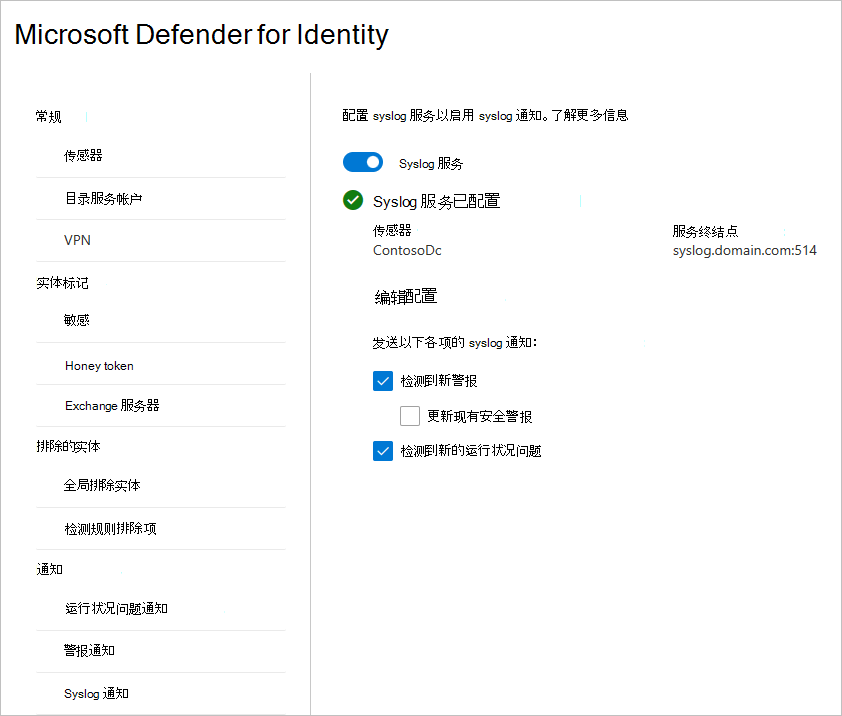 Microsoft Defender for Identity
常规
传感器
目录服务帐户
VPN
实体标记
敏感
Honey token
Exchange 服务器
排除的实体
全局排除实体
检测规则排除项
通知
运行状况问题通知
警报通知
Syslog 通知
配置 syslog 服务以启用 syslog 通知。了解更多信息
Syslog 服务
Syslog 服务已配置
传感器 服务终结点
ContosoDc syslog.domain.com:514
编辑配置
发送以下各项的 syslog 通知:
检测到新警报
更新现有安全警报
检测到新的运行状况问题